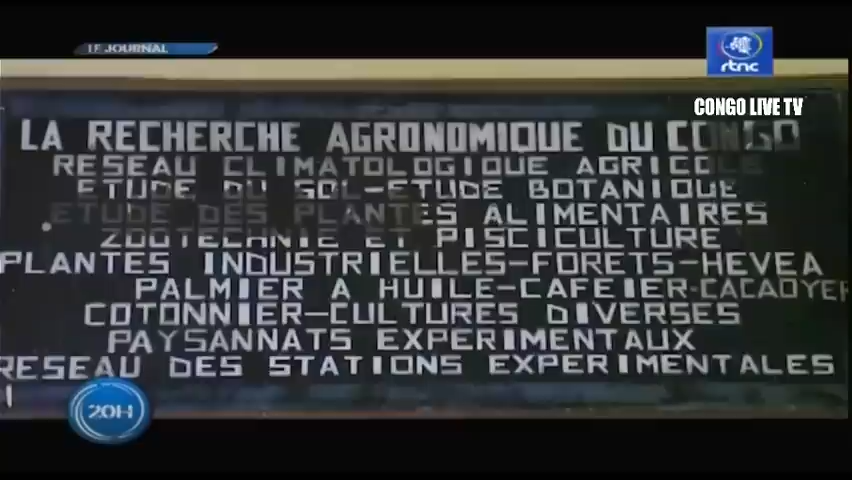 LE JOURNAL
rtnc
CONGO LIVE TV
LA RECHERCHE AGRONOMIQUE DU CONGO
RESEAU CLIMATOLOGIQUE AGRICOLE
ETUDE DU SOL-ETUDE BOTANIQUE
ETUDE DES PLANTES ALIMENTAIRES
ZOOTECHNIE ET PISCICULTURE
PLANTES INDUSTRIELLES-FORETS-HEVEA
PALMIER A HUILE-CAFEIER-CACAOYER
COTONNIER-CULTURES DIVERSES
PAYSANNATS EXPERIMENTAUX
RESEAU DES STATIONS EXPERIMENTALES
20H